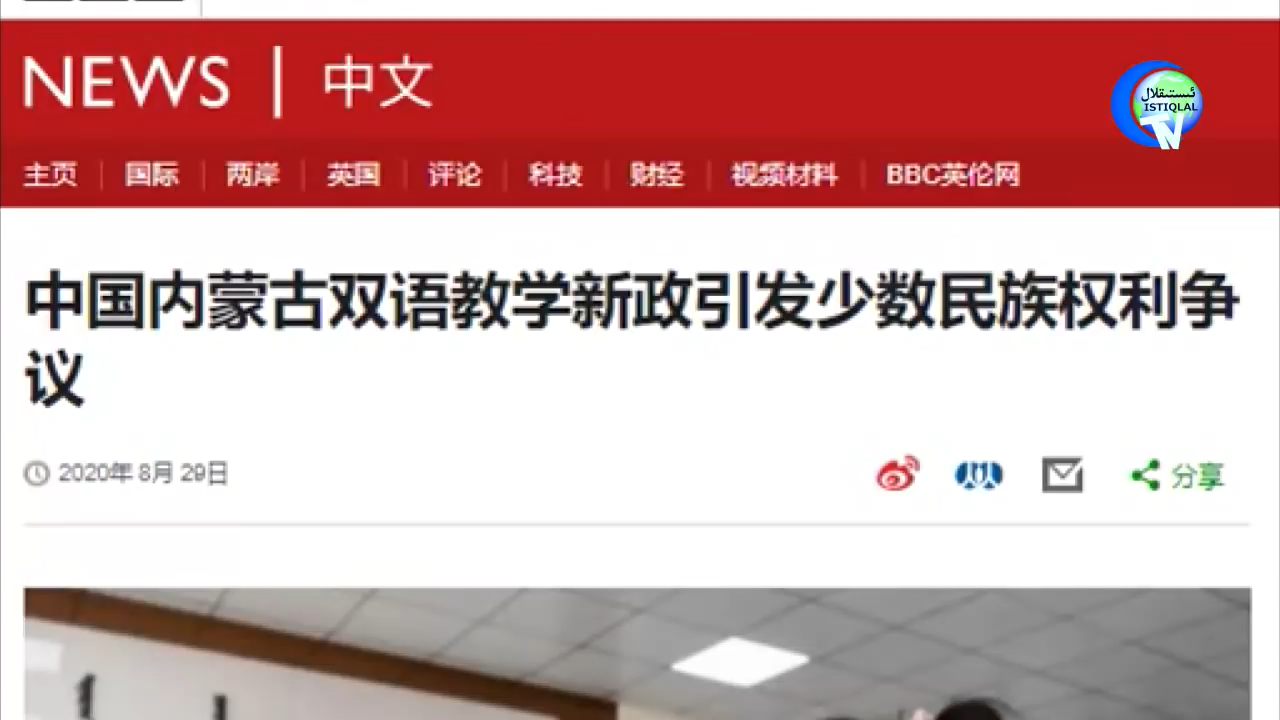 NEWS | 中文
ئىستىقلال
ISTIQLAL
TV
主页 | 国际 | 两岸 | 英国 | 评论 | 科技 | 财经 | 视频材料 | BBC英伦网
中国内蒙古双语教学新政引发少数民族权利争
议
2020年 8月 29日
分享